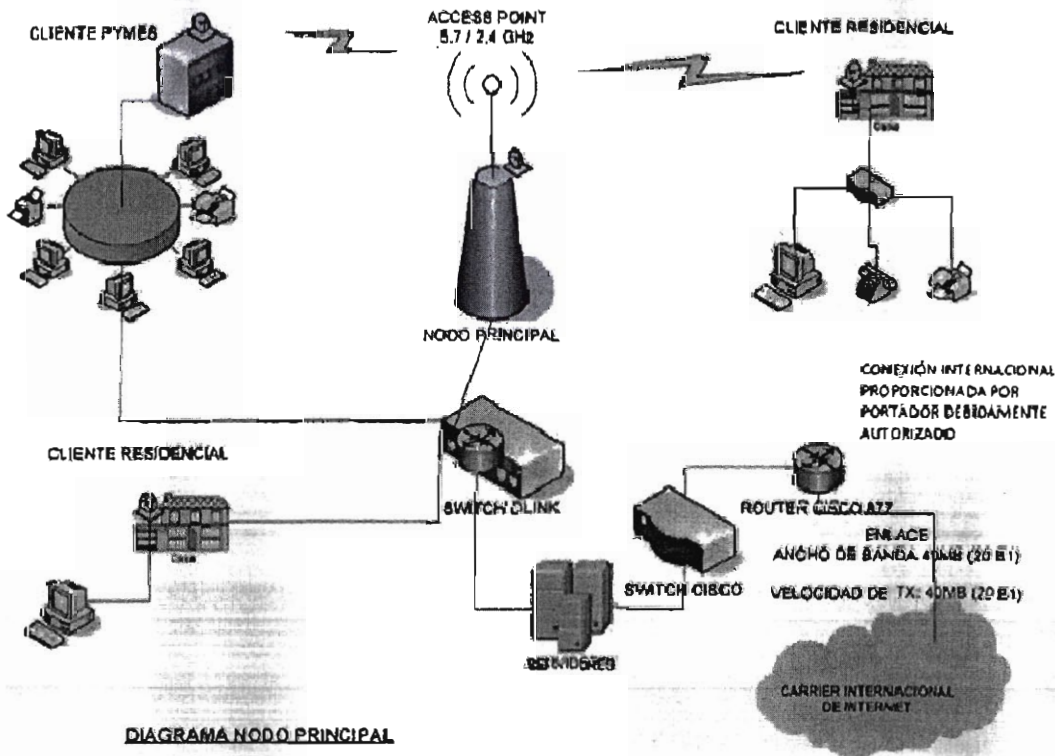 CLIENTE PYMES
ACCESS POINT
5.7 / 2.4 GHz
CLIENTE RESIDENCIAL
Casa
NODO PRINCIPAL
CONEXIÓN INTERNACIONAL
PROPORCIONADA POR
PORTADOR DEBIDAMENTE
AUTORIZADO
CLIENTE RESIDENCIAL
Casa
SWITCH DLINK
ROUTER CISCO 877
ENLACE
ANCHO DE BANDA 40MB (20 E1)
SWITCH CISCO
VELOCIDAD DE TX: 40MB (20 E1)
SERVIDORES
CARRIER INTERNACIONAL
DE INTERNET
DIAGRAMA NODO PRINCIPAL